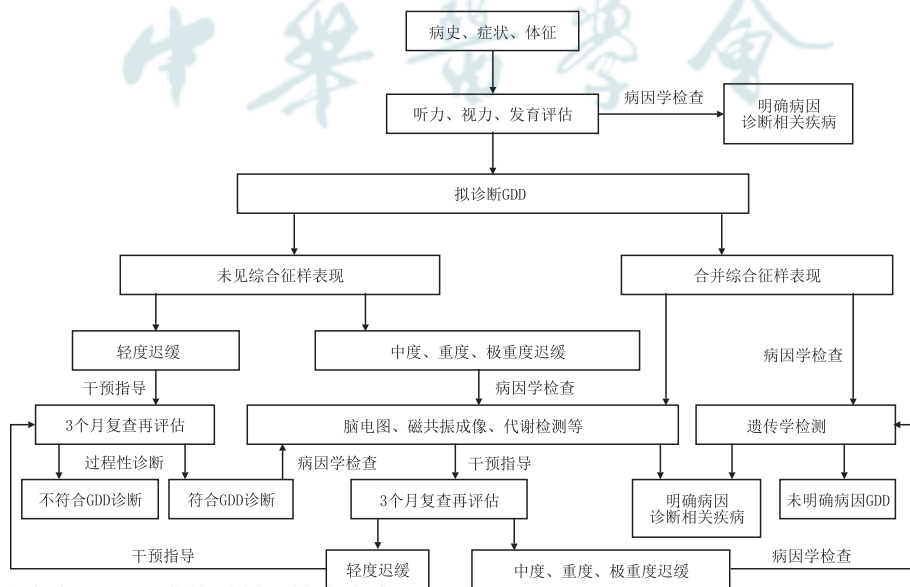 中华医学会
病史、症状、体征
听力、视力、发育评估
病因学检查
明确病因
诊断相关疾病
拟诊断GDD
未见综合征样表现
合并综合征样表现
轻度迟缓
中度、重度、极重度迟缓
病因学检查
干预指导
病因学检查
3个月复查再评估
脑电图、磁共振成像、代谢检测等
遗传学检测
过程性诊断
病因学检查
干预指导
不符合GDD诊断
符合GDD诊断
3个月复查再评估
明确病因
诊断相关疾病
未明确病因GDD
干预指导
轻度迟缓
中度、重度、极重度迟缓
病因学检查